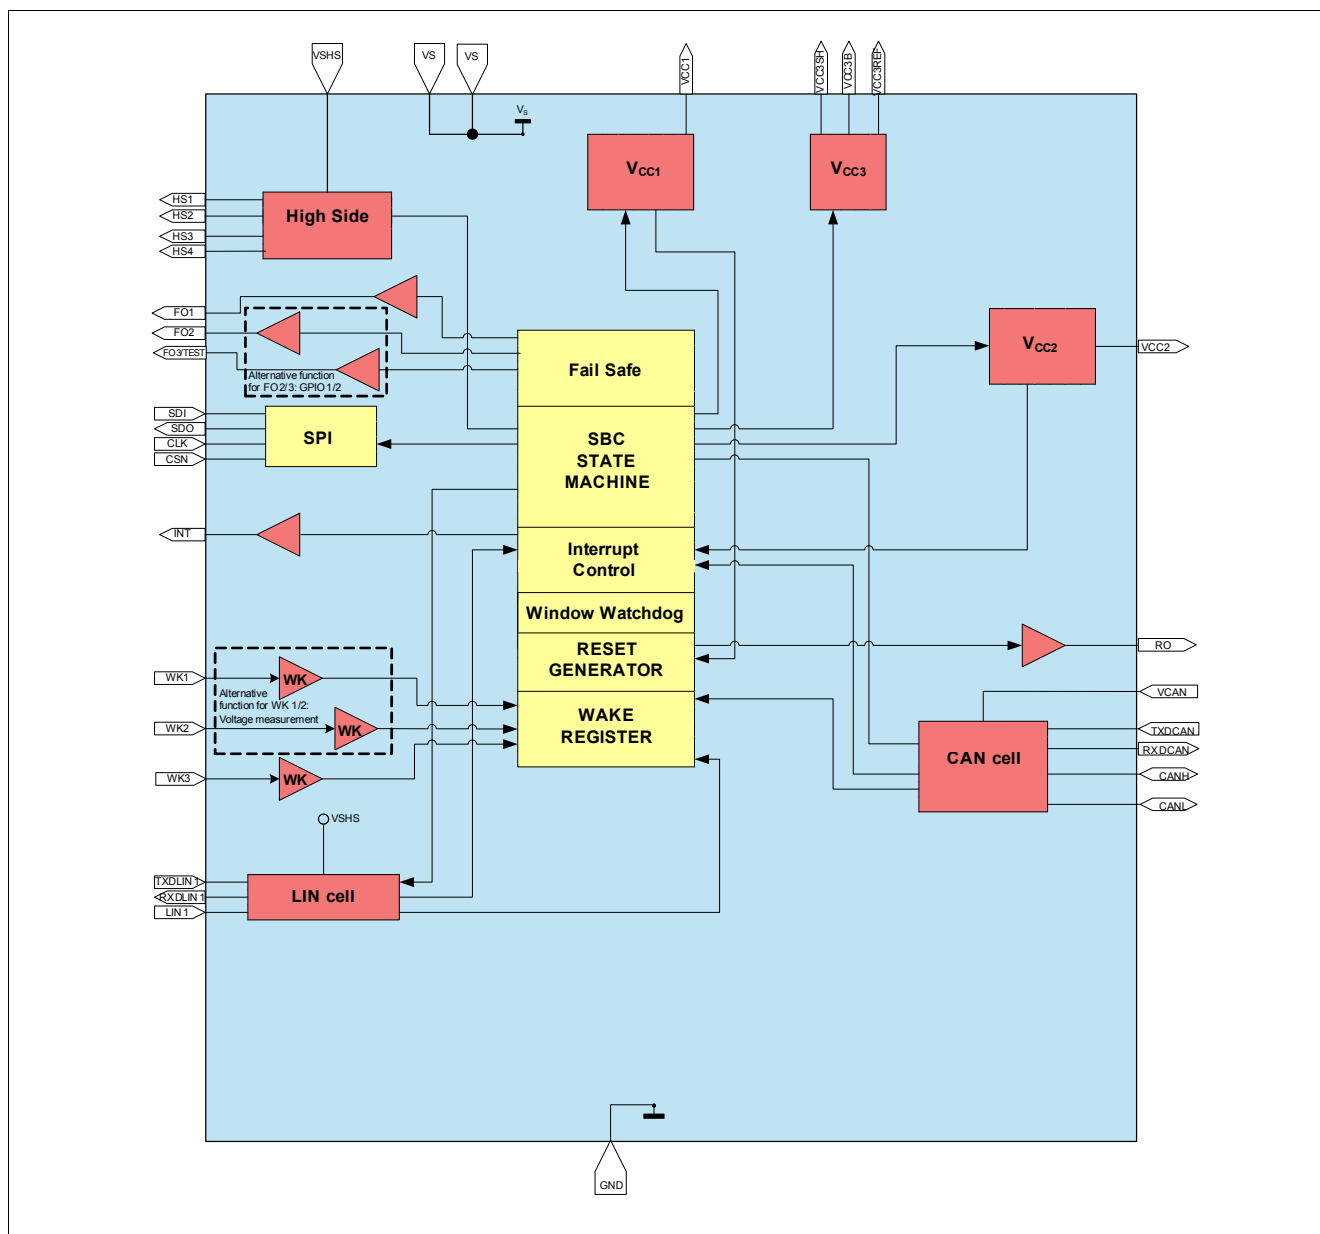 VSHS
VS
VS
VCC1
VCC3SH
VCC3B
VCC3REF
VS
VCC1
VCC3
HS1
HS2
HS3
HS4
High Side
FO1
FO2
FO3/TEST
Alternative function
for FO2/3: GPIO1/2
Fail Safe
VCC2
VCC2
SDI
SDO
CLK
CSN
SPI
SBC
STATE
MACHINE
INT
Interrupt
Control
Window Watchdog
RESET
GENERATOR
RO
WK1
WK
Alternative
function for WK 1/2:
Voltage measurement
WK2
WK
WK3
WK
WAKE
REGISTER
VCAN
TXDCAN
RXDCAN
CANH
CANL
CAN cell
VSHS
TXDLIN1
RXDLIN1
LIN1
LIN cell
GND